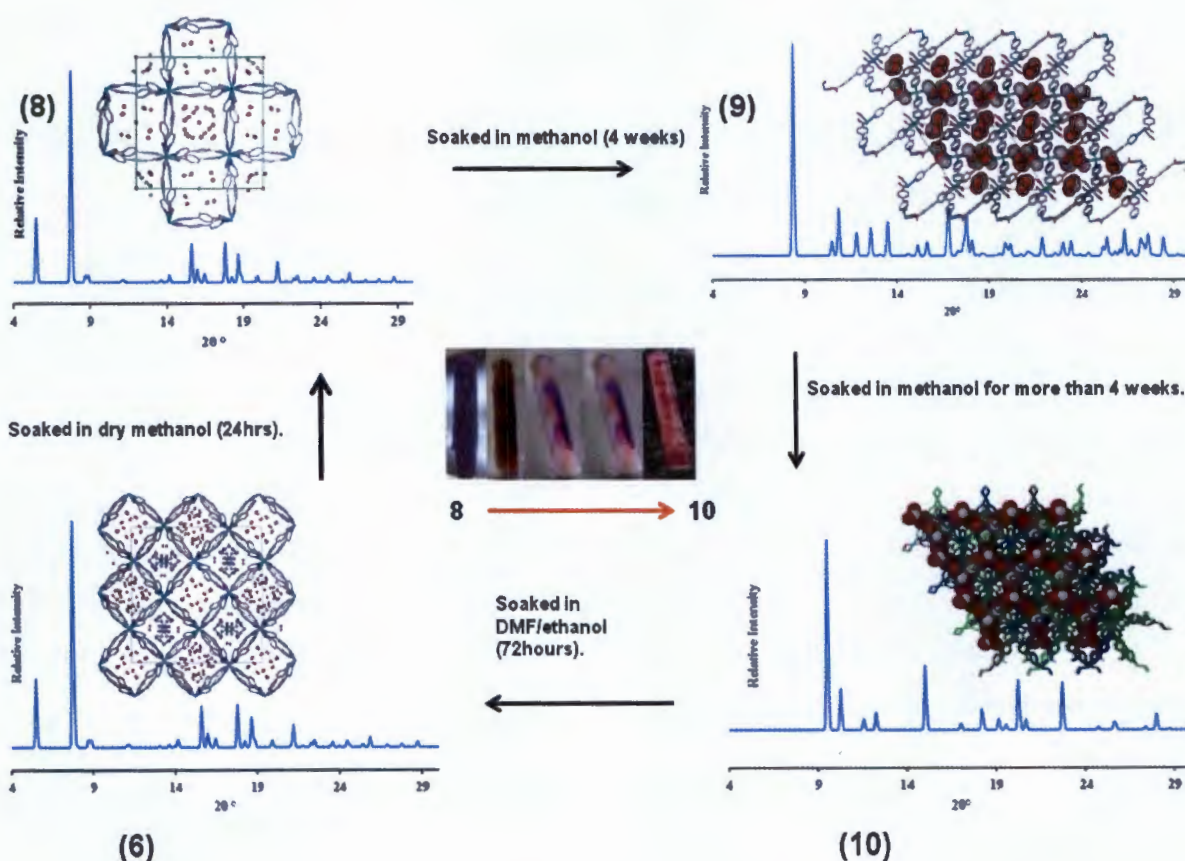 (8)
Relative Intensity
4 9 14 19 24 29
2θ °
Soaked in methanol (4 weeks)
(9)
Relative Intensity
4 9 14 19 24 29
2θ°
Soaked in dry methanol (24hrs).
Soaked in methanol for more than 4 weeks.
8 10
Relative Intensity
4 9 14 19 24 29
2θ °
(6)
Soaked in
DMF/ethanol
(72hours).
Relative Intensity
4 9 14 19 24 29
2θ°
(10)